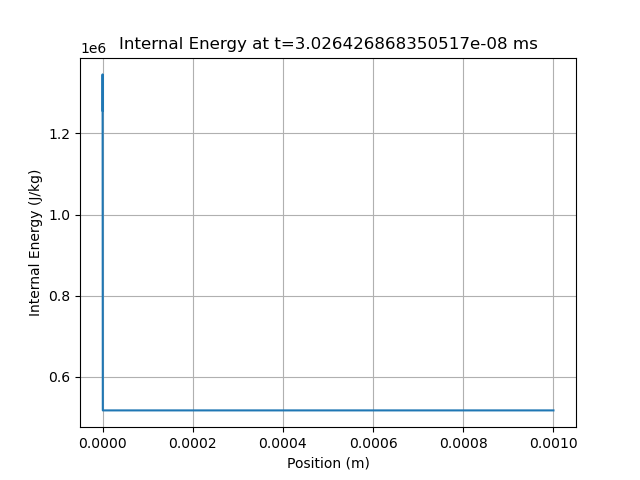 Internal Energy at t=3.026426868350517e-08 ms
1e6
1.2
1.0
0.8
0.6
Internal Energy (J/kg)
0.0000 0.0002 0.0004 0.0006 0.0008 0.0010
Position (m)